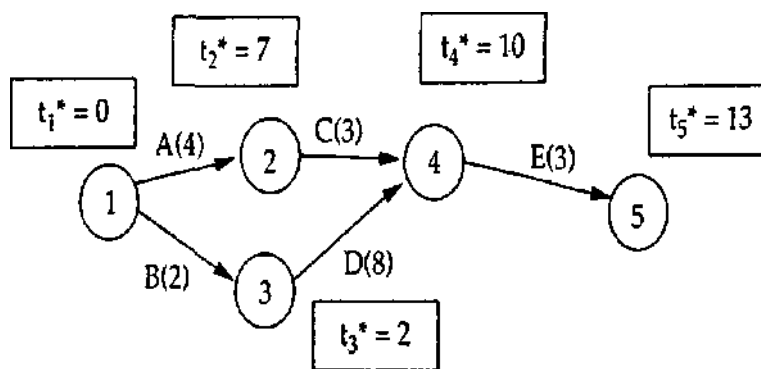 t₂* = 7
t₄* = 10
t₁* = 0
t₅* = 13
A(4)
2
C(3)
4
E(3)
1
5
B(2)
3
D(8)
t₃* = 2